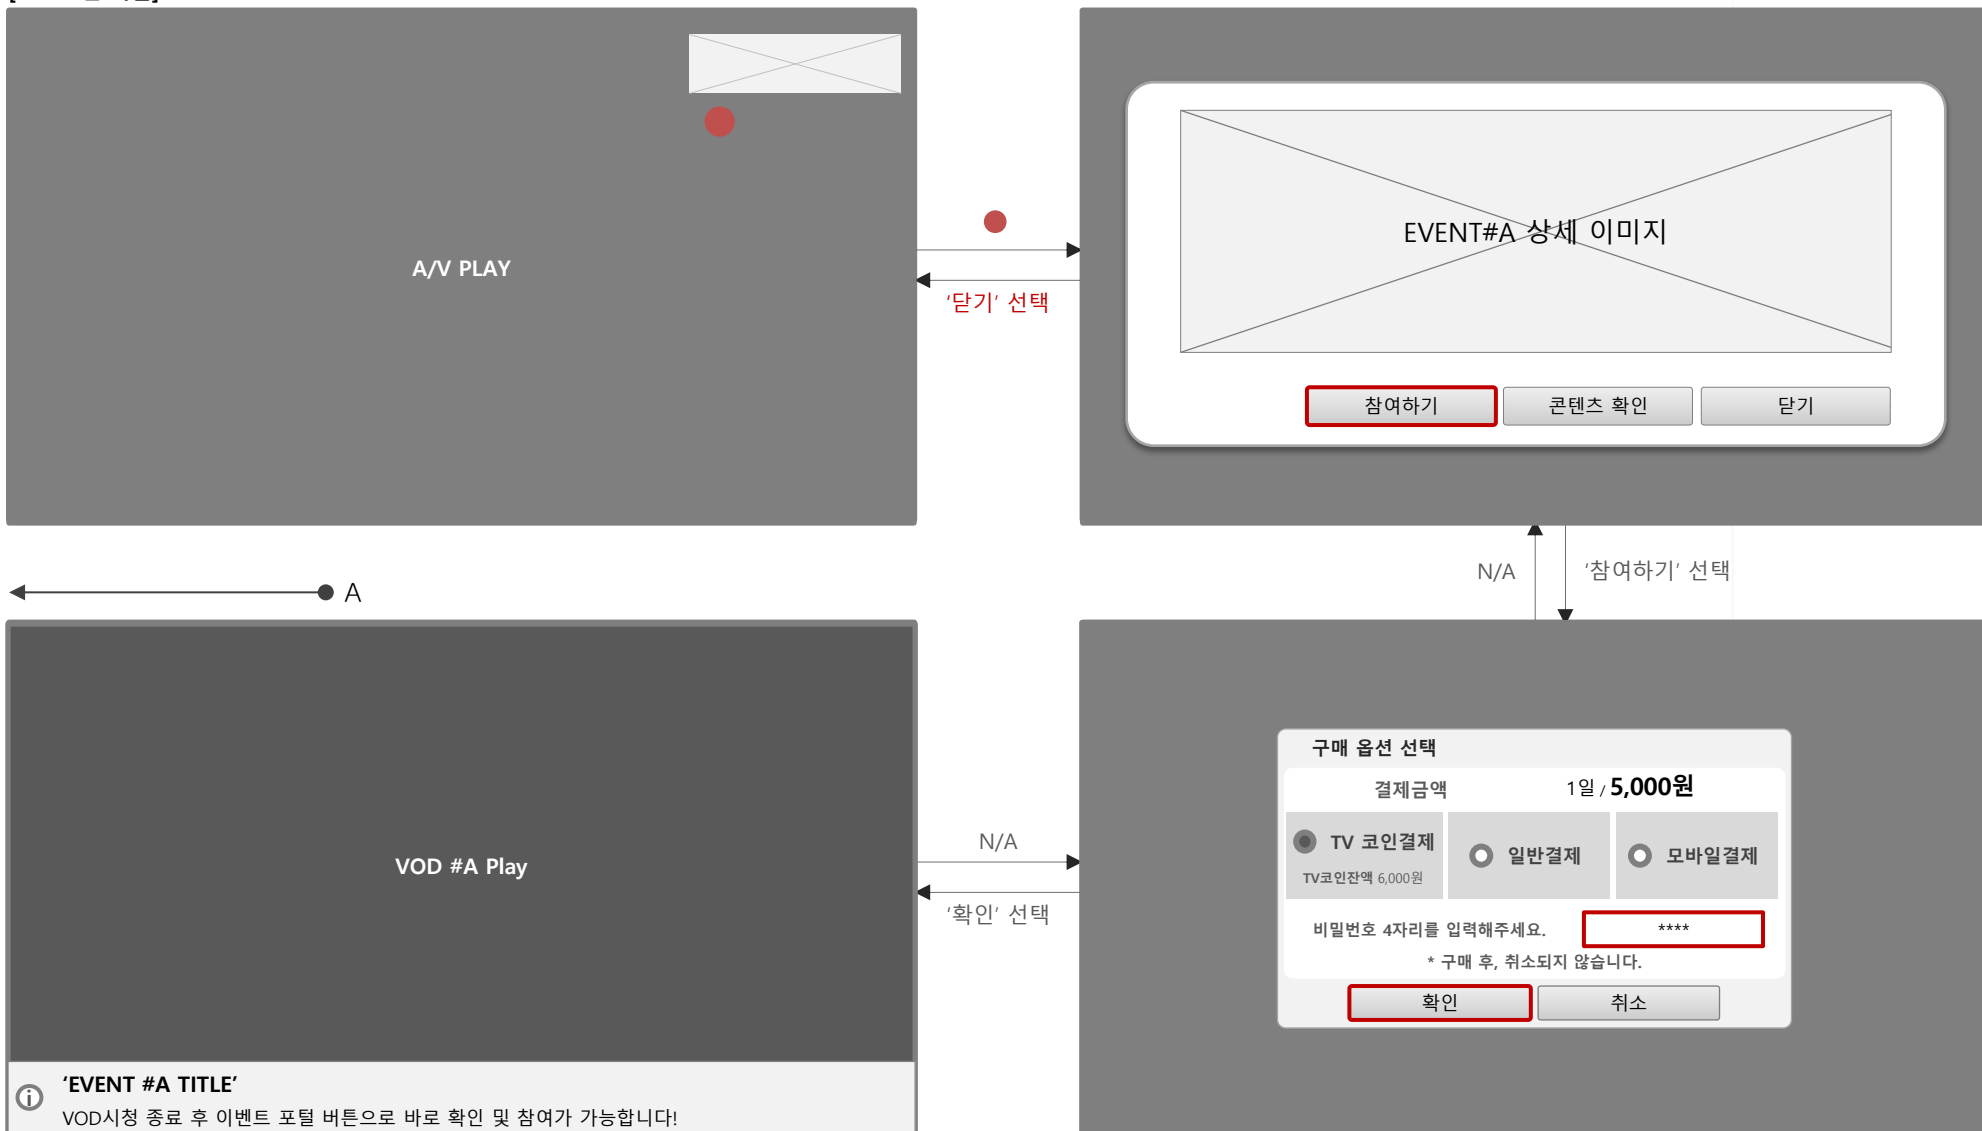 A/V PLAY
'닫기' 선택
EVENT#A 상세 이미지
참여하기
콘텐츠 확인
닫기
N/A
'참여하기' 선택
A
VOD #A Play
'EVENT #A TITLE'
VOD시청 종료 후 이벤트 포털 버튼으로 바로 확인 및 참여가 가능합니다!
N/A
'확인' 선택
구매 옵션 선택
결제금액 1일 / 5,000원
TV 코인결제
TV코인잔액 6,000원
일반결제
모바일결제
비밀번호 4자리를 입력해주세요. ****
* 구매 후, 취소되지 않습니다.
확인
취소